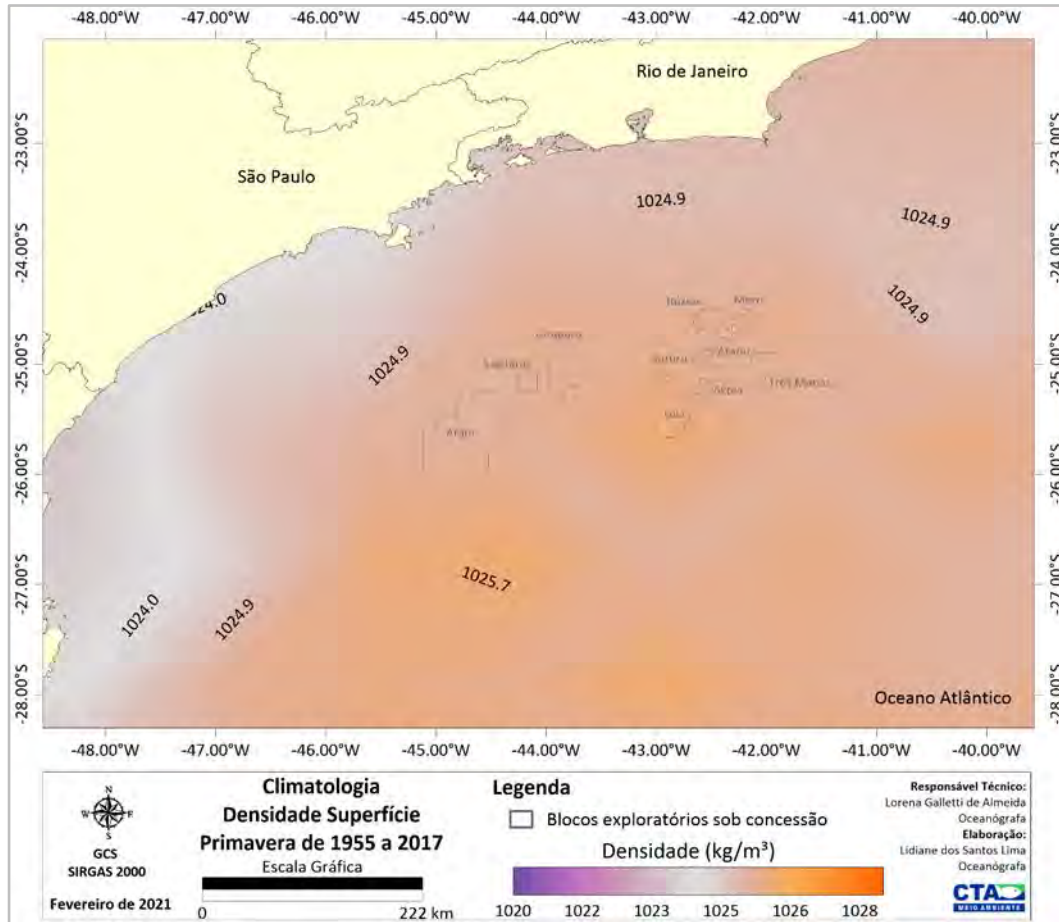 -48.00°W -47.00°W -46.00°W -45.00°W -44.00°W -43.00°W -42.00°W -41.00°W -40.00°W
Rio de Janeiro
-23.00°S
-23.00°S
São Paulo
1024.9
1024.9
-24.00°S
-24.00°S
1024.9
1024.9
Três Marias
-25.00°S
-25.00°S
-26.00°S
-26.00°S
1025.7
-27.00°S
-27.00°S
1024.0
1024.9
-28.00°S
-28.00°S
Oceano Atlântico
-48.00°W -47.00°W -46.00°W -45.00°W -44.00°W -43.00°W -42.00°W -41.00°W -40.00°W
N
W
E
S
GCS
SIRGAS 2000
Fevereiro de 2021
Climatologia
Densidade Superfície
Primavera de 1955 a 2017
Escala Gráfica
0 222 km
Legenda
Blocos exploratórios sob concessão
Densidade (kg/m³)
1020 1022 1023 1025 1026 1028
Responsável Técnico:
Lorena Galletti de Almeida
Oceanógrafa
Elaboração:
Lidiane dos Santos Lima
Oceanógrafa
CTA
MEIO AMBIENTE